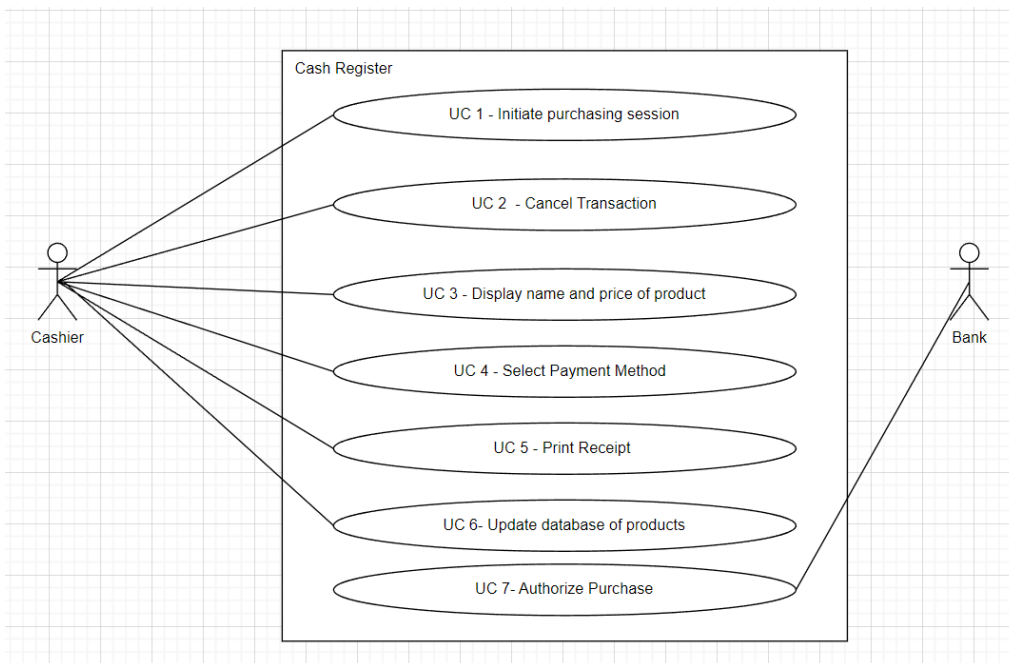 Cash Register
UC 1 - Initiate purchasing session
UC 2 - Cancel Transaction
UC 3 - Display name and price of product
Cashier
Bank
UC 4 - Select Payment Method
UC 5 - Print Receipt
UC 6- Update database of products
UC 7- Authorize Purchase